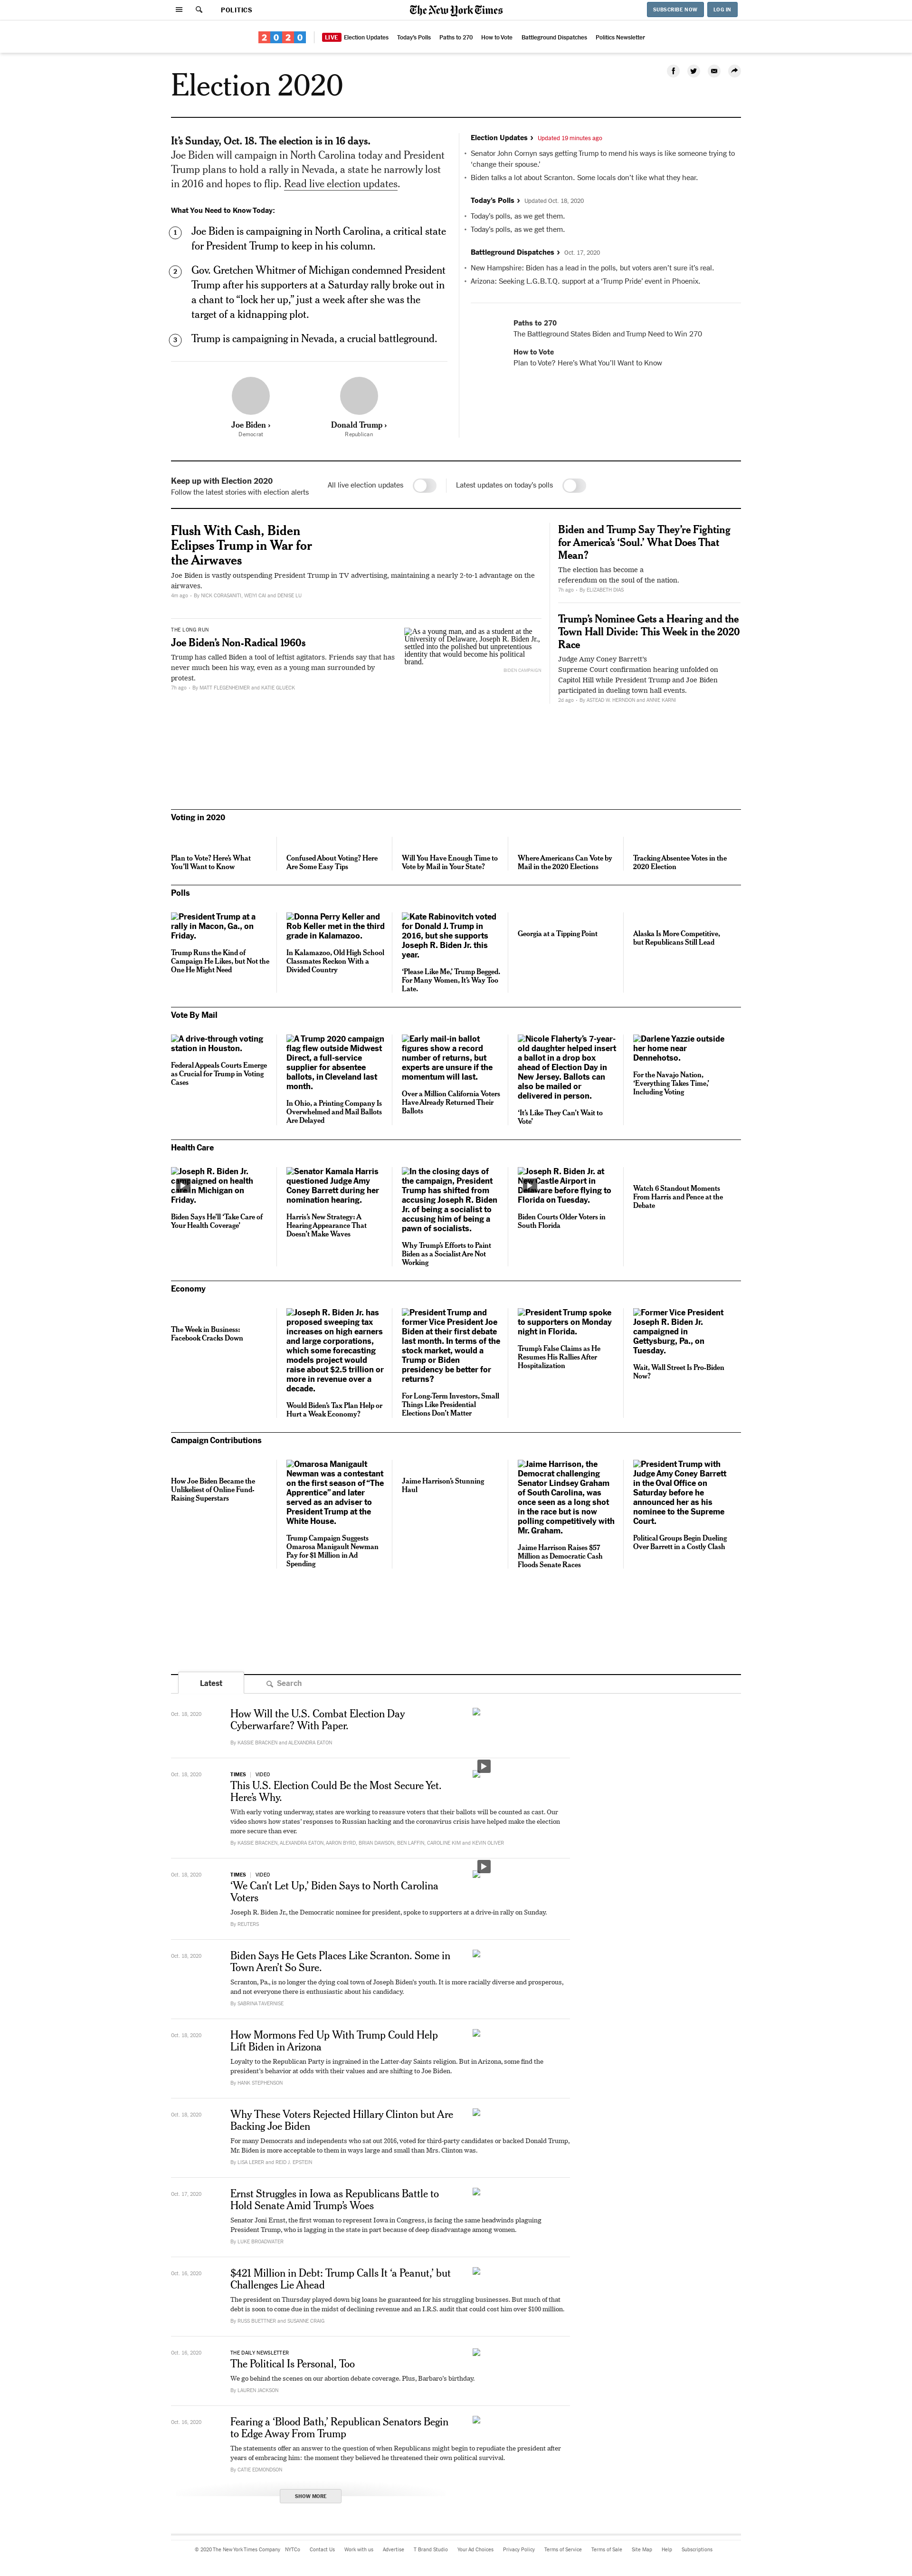 POLITICS
The New York Times
SUBSCRIBE NOW
LOG IN
2020
LIVE Election Updates
Today's Polls
Paths to 270
How to Vote
Battleground Dispatches
Politics Newsletter
Election 2020
It's Sunday, Oct. 18. The election is in 16 days.
Joe Biden will campaign in North Carolina today and President
Trump plans to hold a rally in Nevada, a state he narrowly lost
in 2016 and hopes to flip. Read live election updates.
What You Need to Know Today:
1 Joe Biden is campaigning in North Carolina, a critical state
for President Trump to keep in his column.
2 Gov. Gretchen Whitmer of Michigan condemned President
Trump after his supporters at a Saturday rally broke out in
a chant to “lock her up,” just a week after she was the
target of a kidnapping plot.
3 Trump is campaigning in Nevada, a crucial battleground.
Joe Biden ›
Democrat
Donald Trump ›
Republican
Election Updates › Updated 19 minutes ago
• Senator John Cornyn says getting Trump to mend his ways is like someone trying to
‘change their spouse.’
• Biden talks a lot about Scranton. Some locals don’t like what they hear.
Today's Polls › Updated Oct. 18, 2020
• Today's polls, as we get them.
• Today's polls, as we get them.
Battleground Dispatches › Oct. 17, 2020
• New Hampshire: Biden has a lead in the polls, but voters aren’t sure it’s real.
• Arizona: Seeking L.G.B.T.Q. support at a ‘Trump Pride’ event in Phoenix.
Paths to 270
The Battleground States Biden and Trump Need to Win 270
How to Vote
Plan to Vote? Here’s What You’ll Want to Know
Keep up with Election 2020
Follow the latest stories with election alerts
All live election updates
Latest updates on today's polls
Flush With Cash, Biden
Eclipses Trump in War for
the Airwaves
Joe Biden is vastly outspending President Trump in TV advertising, maintaining a nearly 2-to-1 advantage on the
airwaves.
4m ago - By NICK CORASANITI, WEIYI CAI and DENISE LU
THE LONG RUN
Joe Biden’s Non-Radical 1960s
Trump has called Biden a tool of leftist agitators. Friends say that has
never much been his way, even as a young man surrounded by
protest.
7h ago - By MATT FLEGENHEIMER and KATIE GLUECK
As a young man, and as a student at the
University of Delaware, Joseph R. Biden Jr.,
settled into the polished but unpretentious
identity that would become his political
brand.
BIDEN CAMPAIGN
Biden and Trump Say They’re Fighting
for America’s ‘Soul.’ What Does That
Mean?
The election has become a
referendum on the soul of the nation.
7h ago - By ELIZABETH DIAS
Trump’s Nominee Gets a Hearing and the
Town Hall Divide: This Week in the 2020
Race
Judge Amy Coney Barrett’s
Supreme Court confirmation hearing unfolded on
Capitol Hill while President Trump and Joe Biden
participated in dueling town hall events.
2d ago - By ASTEAD W. HERNDON and ANNIE KARNI
Voting in 2020
Plan to Vote? Here’s What
You’ll Want to Know
Confused About Voting? Here
Are Some Easy Tips
Will You Have Enough Time to
Vote by Mail in Your State?
Where Americans Can Vote by
Mail in the 2020 Elections
Tracking Absentee Votes in the
2020 Election
Polls
President Trump at a
rally in Macon, Ga., on
Friday.
Trump Runs the Kind of
Campaign He Likes, but Not the
One He Might Need
Donna Perry Keller and
Rob Keller met in the third
grade in Kalamazoo.
In Kalamazoo, Old High School
Classmates Reckon With a
Divided Country
Kate Rabinovitch voted
for Donald J. Trump in
2016, but she supports
Joseph R. Biden Jr. this
year.
‘Please Like Me,’ Trump Begged.
For Many Women, It’s Way Too
Late.
Georgia at a Tipping Point
Alaska Is More Competitive,
but Republicans Still Lead
Vote By Mail
A drive-through voting
station in Houston.
Federal Appeals Courts Emerge
as Crucial for Trump in Voting
Cases
A Trump 2020 campaign
flag flew outside Midwest
Direct, a full-service
supplier for absentee
ballots, in Cleveland last
month.
In Ohio, a Printing Company Is
Overwhelmed and Mail Ballots
Are Delayed
Early mail-in ballot
figures show a record
number of returns, but
experts are unsure if the
momentum will last.
Over a Million California Voters
Have Already Returned Their
Ballots
Nicole Flaherty’s 7-year-
old daughter helped insert
a ballot in a drop box
ahead of Election Day in
New Jersey. Ballots can
also be mailed or
delivered in person.
‘It’s Like They Can’t Wait to
Vote’
Darlene Yazzie outside
her home near
Dennehotso.
For the Navajo Nation,
‘Everything Takes Time,’
Including Voting
Health Care
Joseph R. Biden Jr.
campaigned on health
care in Michigan on
Friday.
Biden Says He’ll ‘Take Care of
Your Health Coverage’
Senator Kamala Harris
questioned Judge Amy
Coney Barrett during her
nomination hearing.
Harris’s New Strategy: A
Hearing Appearance That
Doesn’t Make Waves
In the closing days of
the campaign, President
Trump has shifted from
accusing Joseph R. Biden
Jr. of being a socialist to
accusing him of being a
pawn of socialists.
Why Trump’s Efforts to Paint
Biden as a Socialist Are Not
Working
Joseph R. Biden Jr. at
New Castle Airport in
Delaware before flying to
Florida on Tuesday.
Biden Courts Older Voters in
South Florida
Watch 6 Standout Moments
From Harris and Pence at the
Debate
Economy
The Week in Business:
Facebook Cracks Down
Joseph R. Biden Jr. has
proposed sweeping tax
increases on high earners
and large corporations,
which some forecasting
models project would
raise about $2.5 trillion or
more in revenue over a
decade.
Would Biden’s Tax Plan Help or
Hurt a Weak Economy?
President Trump and
former Vice President Joe
Biden at their first debate
last month. In terms of the
stock market, would a
Trump or Biden
presidency be better for
returns?
For Long-Term Investors, Small
Things Like Presidential
Elections Don’t Matter
President Trump spoke
to supporters on Monday
night in Florida.
Trump’s False Claims as He
Resumes His Rallies After
Hospitalization
Former Vice President
Joseph R. Biden Jr.
campaigned in
Gettysburg, Pa., on
Tuesday.
Wait, Wall Street Is Pro-Biden
Now?
Campaign Contributions
How Joe Biden Became the
Unlikeliest of Online Fund-
Raising Superstars
Omarosa Manigault
Newman was a contestant
on the first season of “The
Apprentice” and later
served as an adviser to
President Trump at the
White House.
Trump Campaign Suggests
Omarosa Manigault Newman
Pay for $1 Million in Ad
Spending
Jaime Harrison’s Stunning
Haul
Jaime Harrison, the
Democrat challenging
Senator Lindsey Graham
of South Carolina, was
once seen as a long shot
in the race but is now
polling competitively with
Mr. Graham.
Jaime Harrison Raises $57
Million as Democratic Cash
Floods Senate Races
President Trump with
Judge Amy Coney Barrett
in the Oval Office on
Saturday before he
announced her as his
nominee to the Supreme
Court.
Political Groups Begin Dueling
Over Barrett in a Costly Clash
Latest
Search
Oct. 18, 2020
How Will the U.S. Combat Election Day
Cyberwarfare? With Paper.
By KASSIE BRACKEN and ALEXANDRA EATON
Oct. 18, 2020
TIMES | VIDEO
This U.S. Election Could Be the Most Secure Yet.
Here’s Why.
With early voting underway, states are working to reassure voters that their ballots will be counted as cast. Our
video shows how states’ responses to Russian hacking and the coronavirus crisis have helped make the election
more secure than ever.
By KASSIE BRACKEN, ALEXANDRA EATON, AARON BYRD, BRIAN DAWSON, BEN LAFFIN, CAROLINE KIM and KEVIN OLIVER
Oct. 18, 2020
TIMES | VIDEO
‘We Can’t Let Up,’ Biden Says to North Carolina
Voters
Joseph R. Biden Jr., the Democratic nominee for president, spoke to supporters at a drive-in rally on Sunday.
By REUTERS
Oct. 18, 2020
Biden Says He Gets Places Like Scranton. Some in
Town Aren’t So Sure.
Scranton, Pa., is no longer the dying coal town of Joseph Biden’s youth. It is more racially diverse and prosperous,
and not everyone there is enthusiastic about his candidacy.
By SABRINA TAVERNISE
Oct. 18, 2020
How Mormons Fed Up With Trump Could Help
Lift Biden in Arizona
Loyalty to the Republican Party is ingrained in the Latter-day Saints religion. But in Arizona, some find the
president’s behavior at odds with their values and are shifting to Joe Biden.
By HANK STEPHENSON
Oct. 18, 2020
Why These Voters Rejected Hillary Clinton but Are
Backing Joe Biden
For many Democrats and independents who sat out 2016, voted for third-party candidates or backed Donald Trump,
Mr. Biden is more acceptable to them in ways large and small than Mrs. Clinton was.
By LISA LERER and REID J. EPSTEIN
Oct. 17, 2020
Ernst Struggles in Iowa as Republicans Battle to
Hold Senate Amid Trump’s Woes
Senator Joni Ernst, the first woman to represent Iowa in Congress, is facing the same headwinds plaguing
President Trump, who is lagging in the state in part because of deep disadvantage among women.
By LUKE BROADWATER
Oct. 16, 2020
$421 Million in Debt: Trump Calls It ‘a Peanut,’ but
Challenges Lie Ahead
The president on Thursday played down big loans he guaranteed for his struggling businesses. But much of that
debt is soon to come due in the midst of declining revenue and an I.R.S. audit that could cost him over $100 million.
By RUSS BUETTNER and SUSANNE CRAIG
Oct. 16, 2020
THE DAILY NEWSLETTER
The Political Is Personal, Too
We go behind the scenes on our abortion debate coverage. Plus, Barbaro’s birthday.
By LAUREN JACKSON
Oct. 16, 2020
Fearing a ‘Blood Bath,’ Republican Senators Begin
to Edge Away From Trump
The statements offer an answer to the question of when Republicans might begin to repudiate the president after
years of embracing him: the moment they believed he threatened their own political survival.
By CATIE EDMONDSON
SHOW MORE
© 2020 The New York Times Company
NYTCo
Contact Us
Work with us
Advertise
T Brand Studio
Your Ad Choices
Privacy Policy
Terms of Service
Terms of Sale
Site Map
Help
Subscriptions